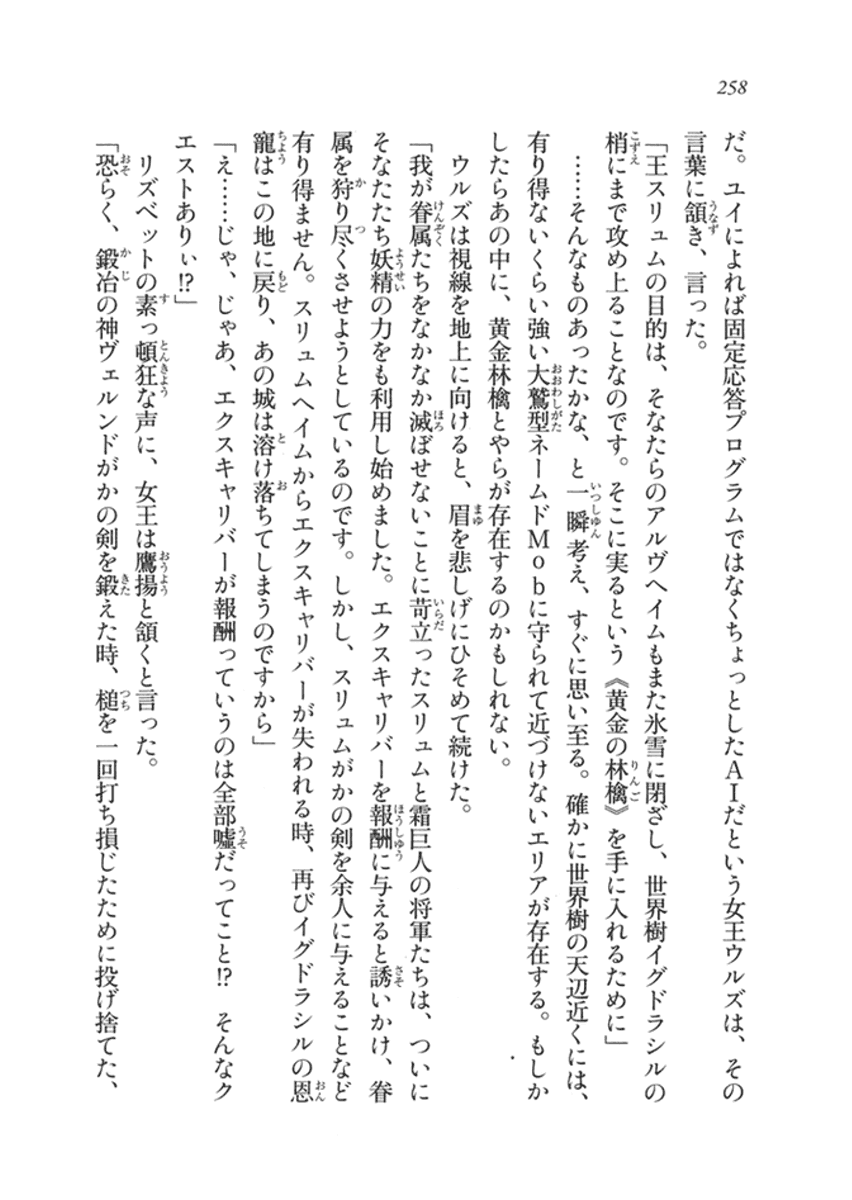 258
だ。ユイによれば固定応答プログラムではなくちょっとしたAIだという女王ウルズは、その
言葉に頷き、言った。
「王スリュムの目的は、そなたらのアルヴヘイムもまた氷雪に閉ざし、世界樹イグドラシルの
梢にまで攻め上ることなのです。そこに実るという《黄金の林檎》を手に入れるために」
……そんなものあったかな、と一瞬考え、すぐに思い至る。確かに世界樹の天辺近くには、
有り得ないくらい強い大鷲型ネームドMobに守られて近づけないエリアが存在する。もしか
したらあの中に、黄金林檎とやらが存在するのかもしれない。
ウルズは視線を地上に向けると、眉を悲しげにひそめて続けた。
「我が眷属たちをなかなか滅ぼせないことに苛立ったスリュムと霜巨人の将軍たちは、ついに
そなたたち妖精の力をも利用し始めました。エクスキャリバーを報酬に与えると誘いかけ、眷
属を狩り尽くさせようとしているのです。しかし、スリュムがかの剣を余人に与えることなど
有り得ません。スリュムヘイムからエクスキャリバーが失われる時、再びイグドラシルの恩
寵はこの地に戻り、あの城は溶け落ちてしまうのですから」
「え……じゃ、じゃあ、エクスキャリバーが報酬っていうのは全部嘘だってこと!?　そんなク
エストありぃ!?」
リズベットの素っ頓狂な声に、女王は鷹揚と頷くと言った。
「恐らく、鍛冶の神ヴェルンドがかの剣を鍛えた時、槌を一回打ち損じたために投げ捨てた、